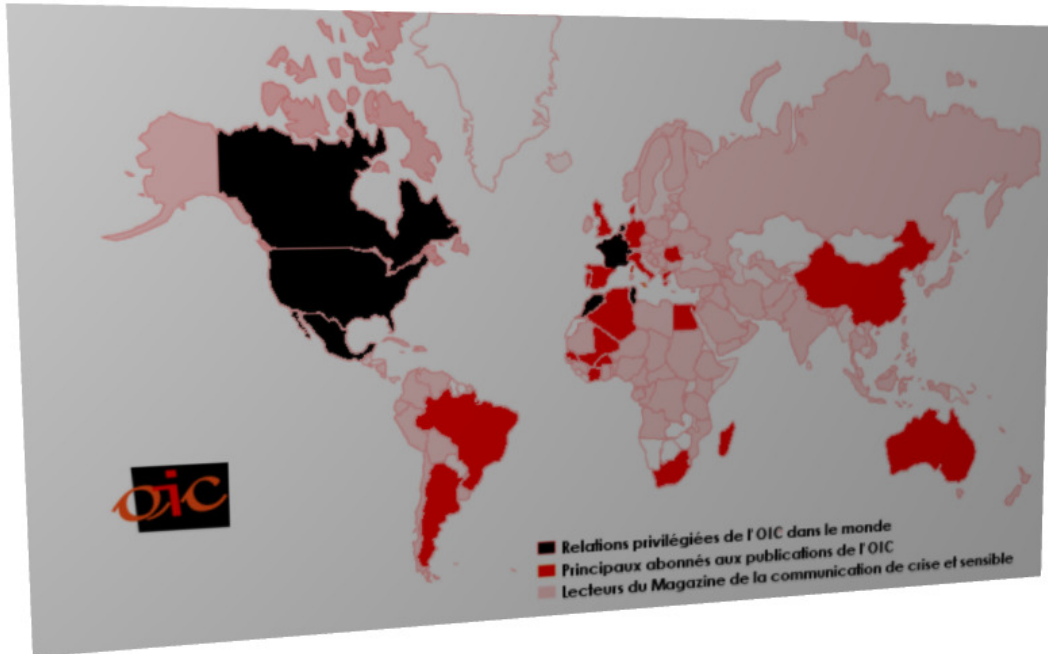 oic
Relations privilégiées de l'OIC dans le monde
Principaux abonnés aux publications de l'OIC
Lecteurs du Magazine de la communication de crise et sensible